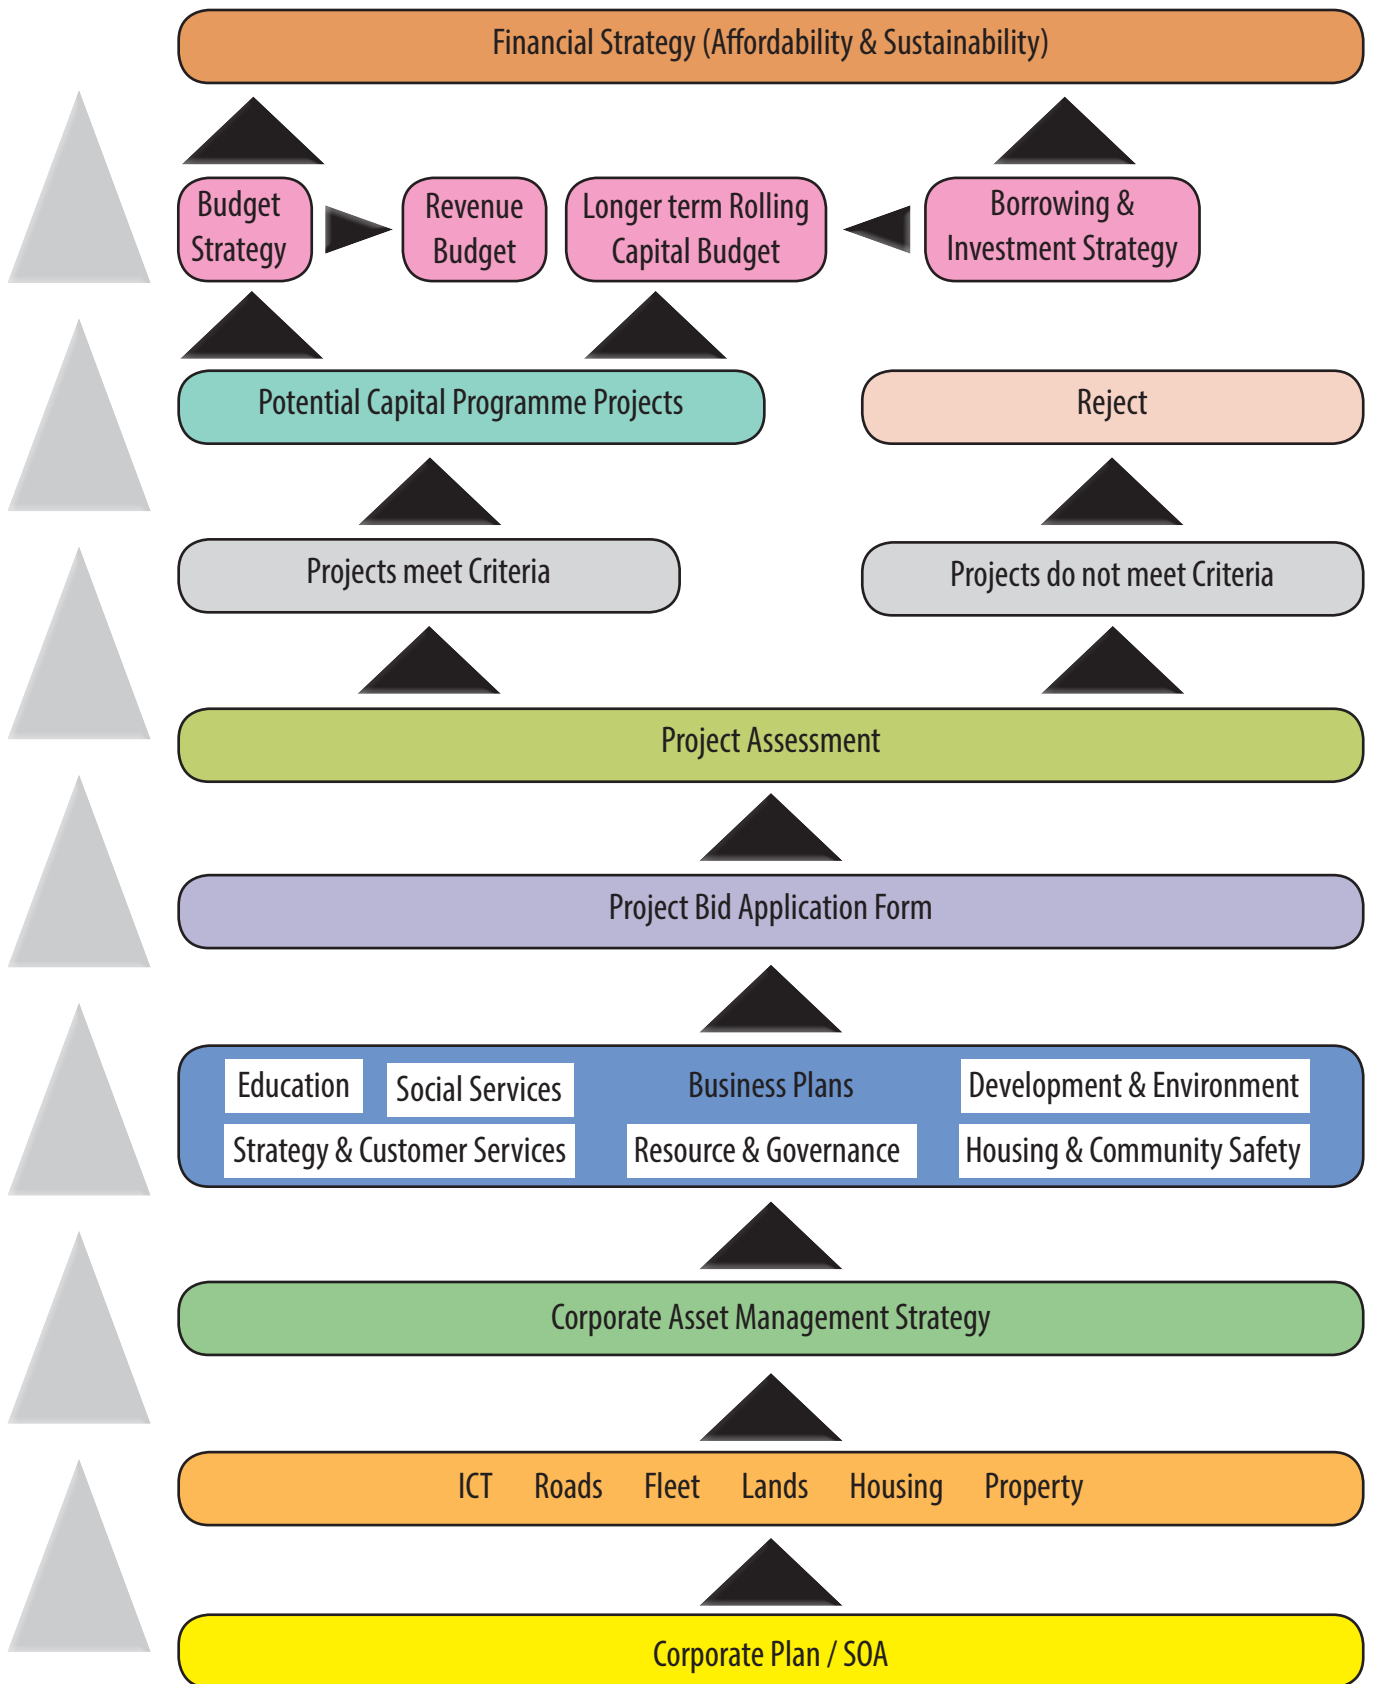 Financial Strategy (Affordability & Sustainability)
Budget
Strategy
Revenue
Budget
Longer term Rolling
Capital Budget
Borrowing &
Investment Strategy
Potential Capital Programme Projects
Reject
Projects meet Criteria
Projects do not meet Criteria
Project Assessment
Project Bid Application Form
Education
Social Services
Business Plans
Development & Environment
Strategy & Customer Services
Resource & Governance
Housing & Community Safety
Corporate Asset Management Strategy
ICT Roads Fleet Lands Housing Property
Corporate Plan / SOA